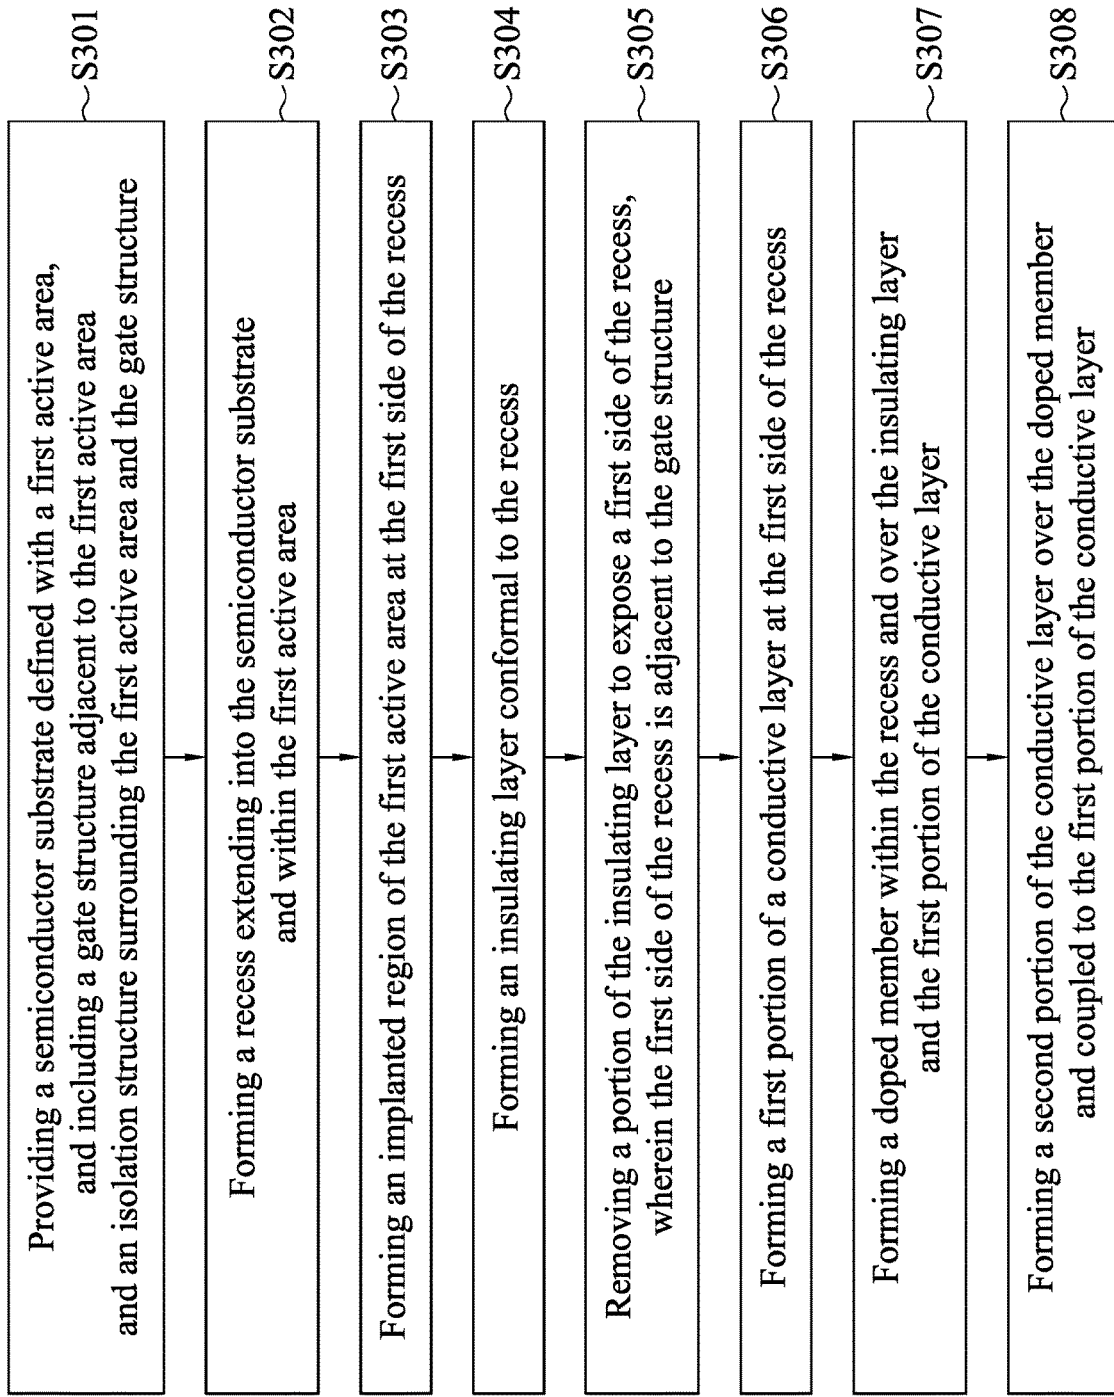 Providing a semiconductor substrate defined with a first active area,
and including a gate structure adjacent to the first active area
and an isolation structure surrounding the first active area and the gate structure
S301
Forming a recess extending into the semiconductor substrate
and within the first active area
S302
Forming an implanted region of the first active area at the first side of the recess
S303
Forming an insulating layer conformal to the recess
S304
Removing a portion of the insulating layer to expose a first side of the recess,
wherein the first side of the recess is adjacent to the gate structure
S305
Forming a first portion of a conductive layer at the first side of the recess
S306
Forming a doped member within the recess and over the insulating layer
and the first portion of the conductive layer
S307
Forming a second portion of the conductive layer over the doped member
and coupled to the first portion of the conductive layer
S308